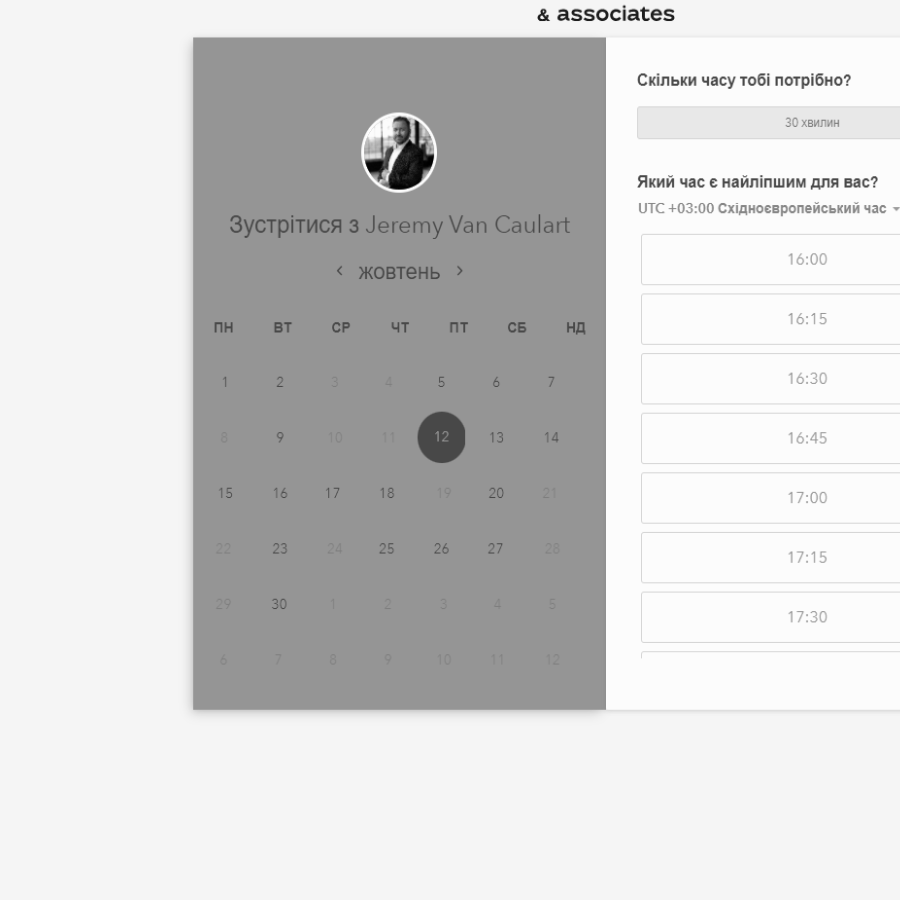 & associates
Зустрітися з Jeremy Van Caulart
‹ жовтень ›
ПН ВТ СР ЧТ ПТ СБ НД
1 2 3 4 5 6 7
8 9 10 11 12 13 14
15 16 17 18 19 20 21
22 23 24 25 26 27 28
29 30 1 2 3 4 5
6 7 8 9 10 11 12
Скільки часу тобі потрібно?
30 хвилин
Який час є найліпшим для вас?
UTC +03:00 Східноєвропейський час
16:00
16:15
16:30
16:45
17:00
17:15
17:30